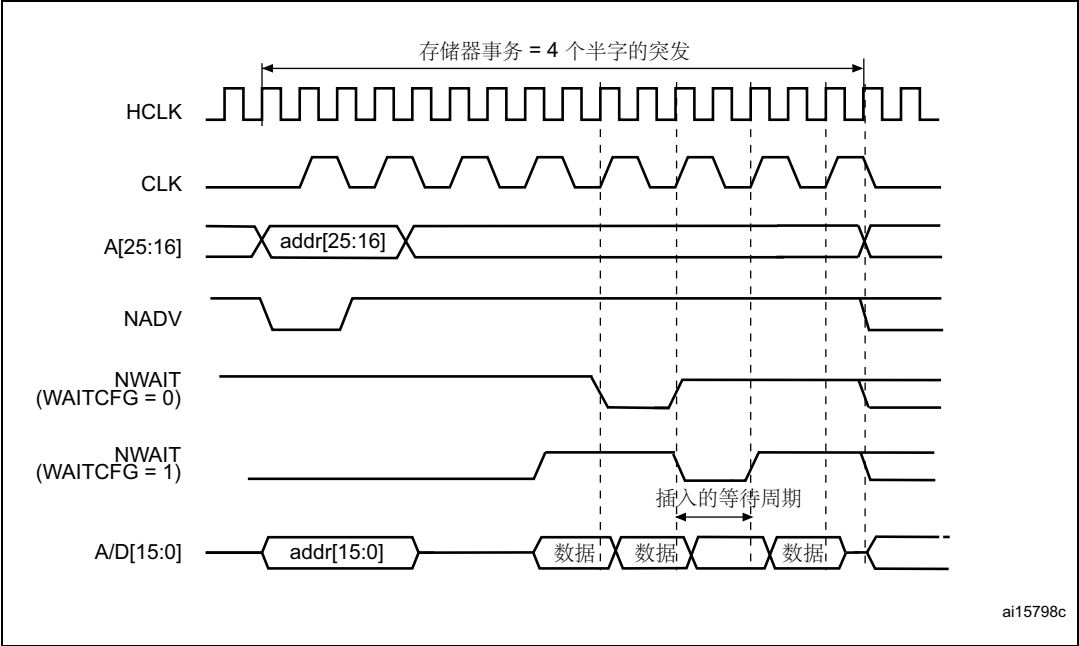 存储器事务 = 4 个半字的突发
HCLK
CLK
A[25:16]
addr[25:16]
NADV
NWAIT
(WAITCFG = 0)
NWAIT
(WAITCFG = 1)
插入的等待周期
A/D[15:0]
addr[15:0]
数据
数据
数据
ai15798c